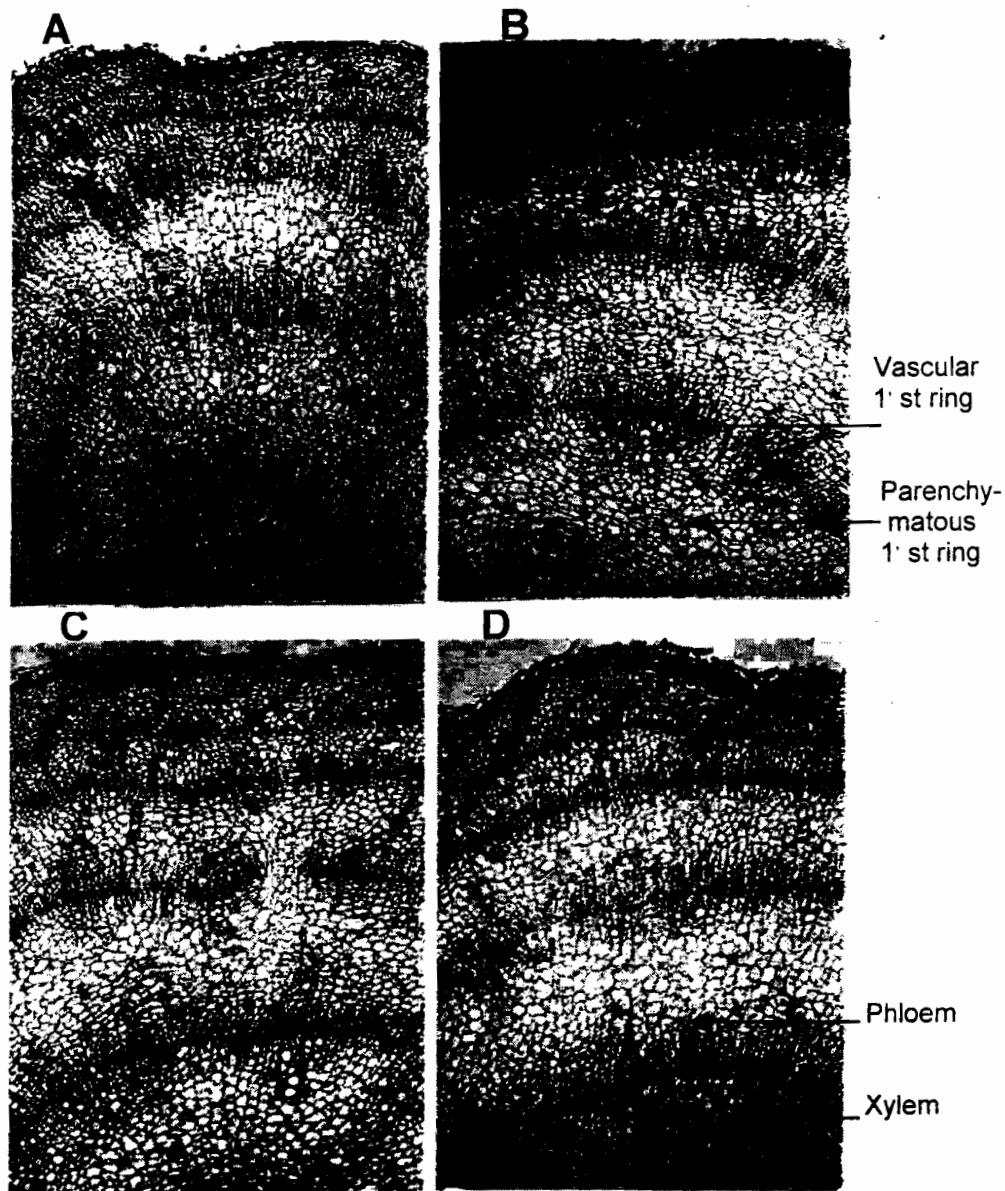 A
B
Vascular
1' st ring
Parenchy-
matous
1' st ring
C
D
Phloem
Xylem